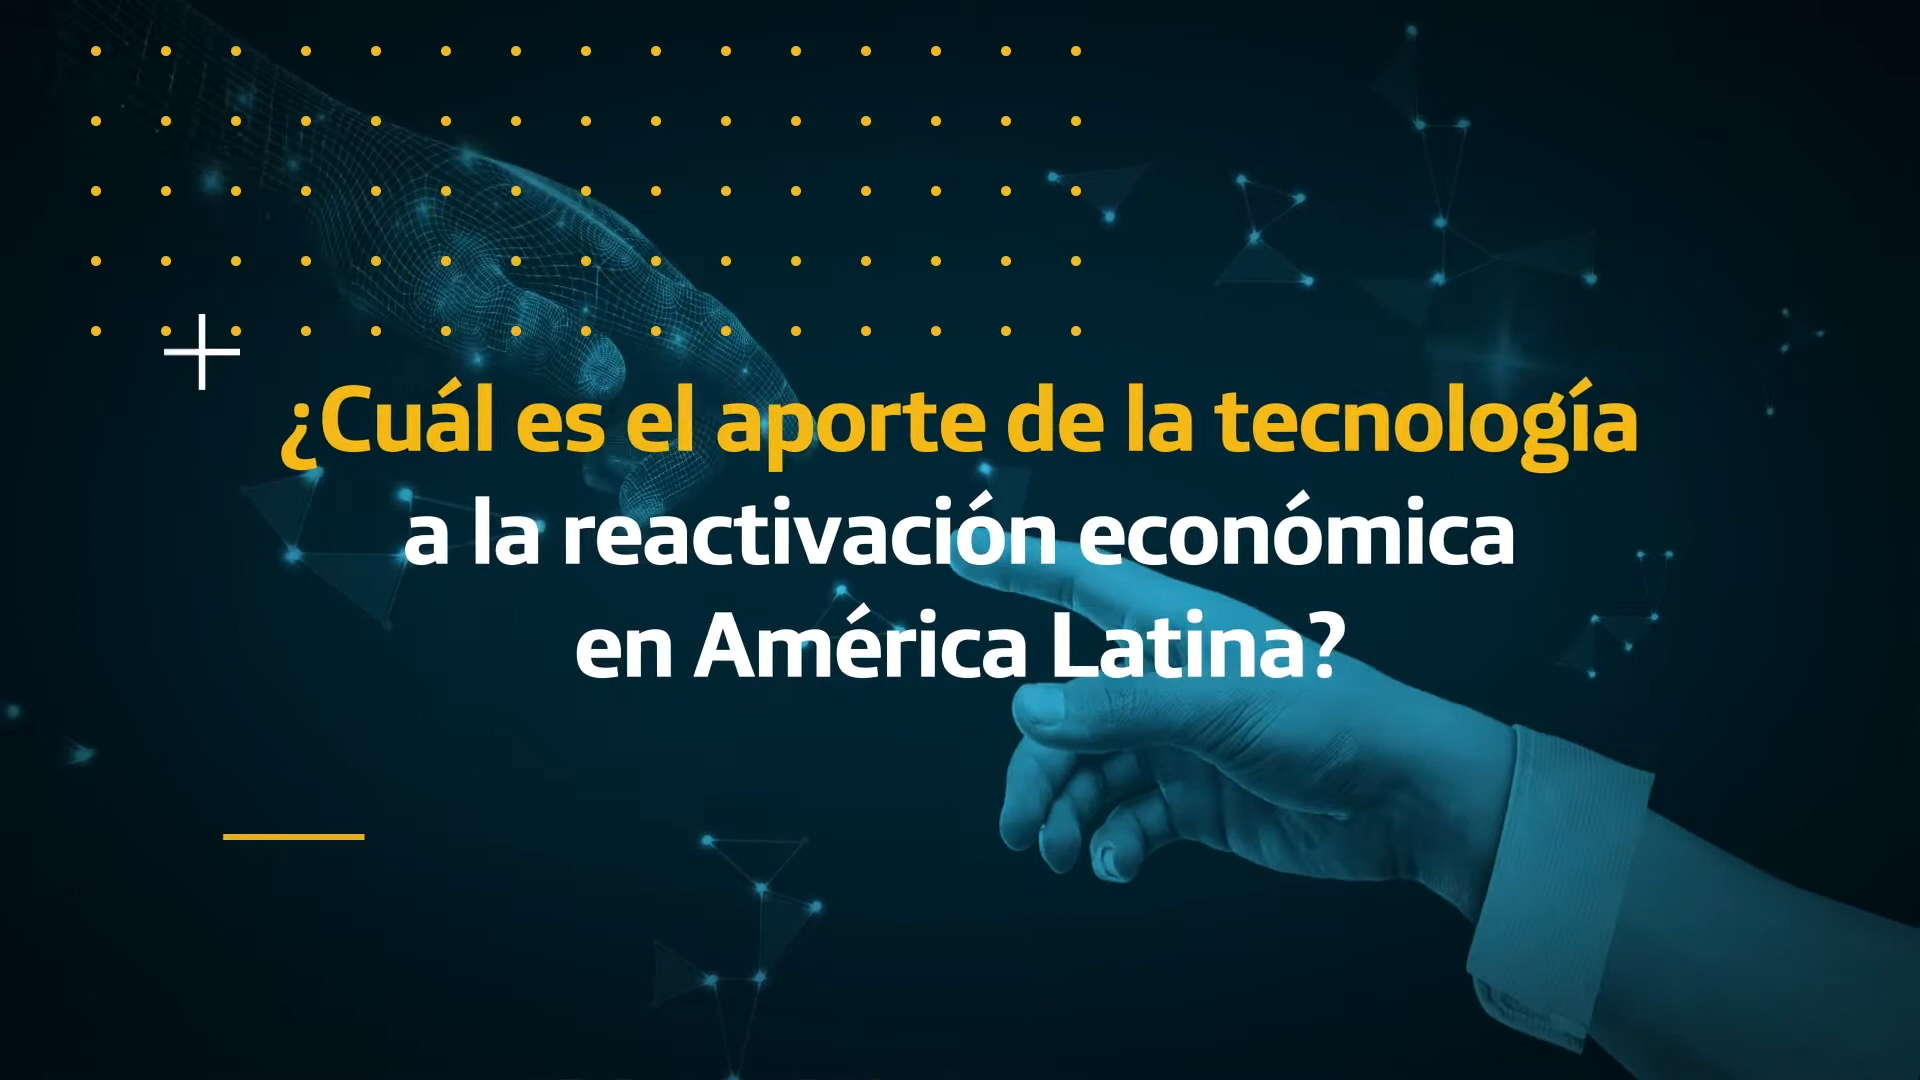 ¿Cuál es el aporte de la tecnología
a la reactivación económica
en América Latina?